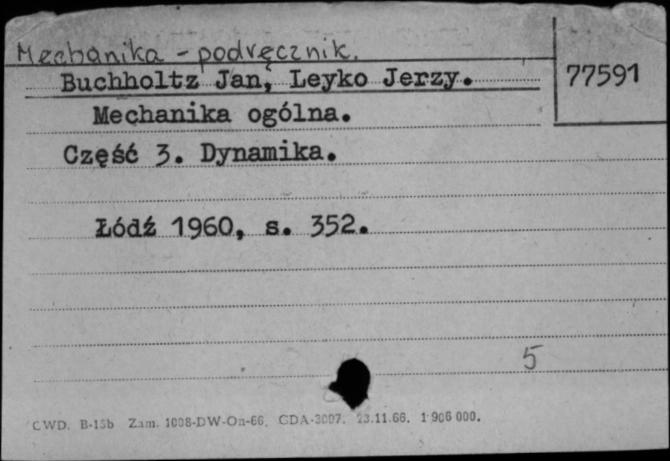 Mechanika - podręcznik.
Buchholtz Jan, Leyko Jerzy.
77591
Mechanika ogólna.
Część 3. Dynamika.
Łódź 1960, s. 352.
5
CWD. B-15b Zam. 1008-DW-On-66. GDA-3007. 23.11.66. 1 906 000.